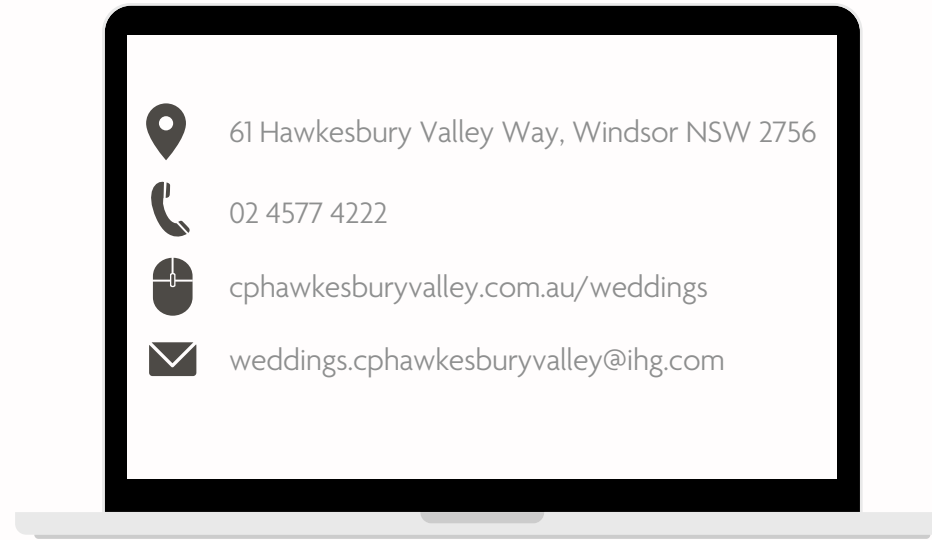 61 Hawkesbury Valley Way, Windsor NSW 2756
02 4577 4222
cphawkesburyvalley.com.au/weddings
weddings.cphawkesburyvalley@ihg.com